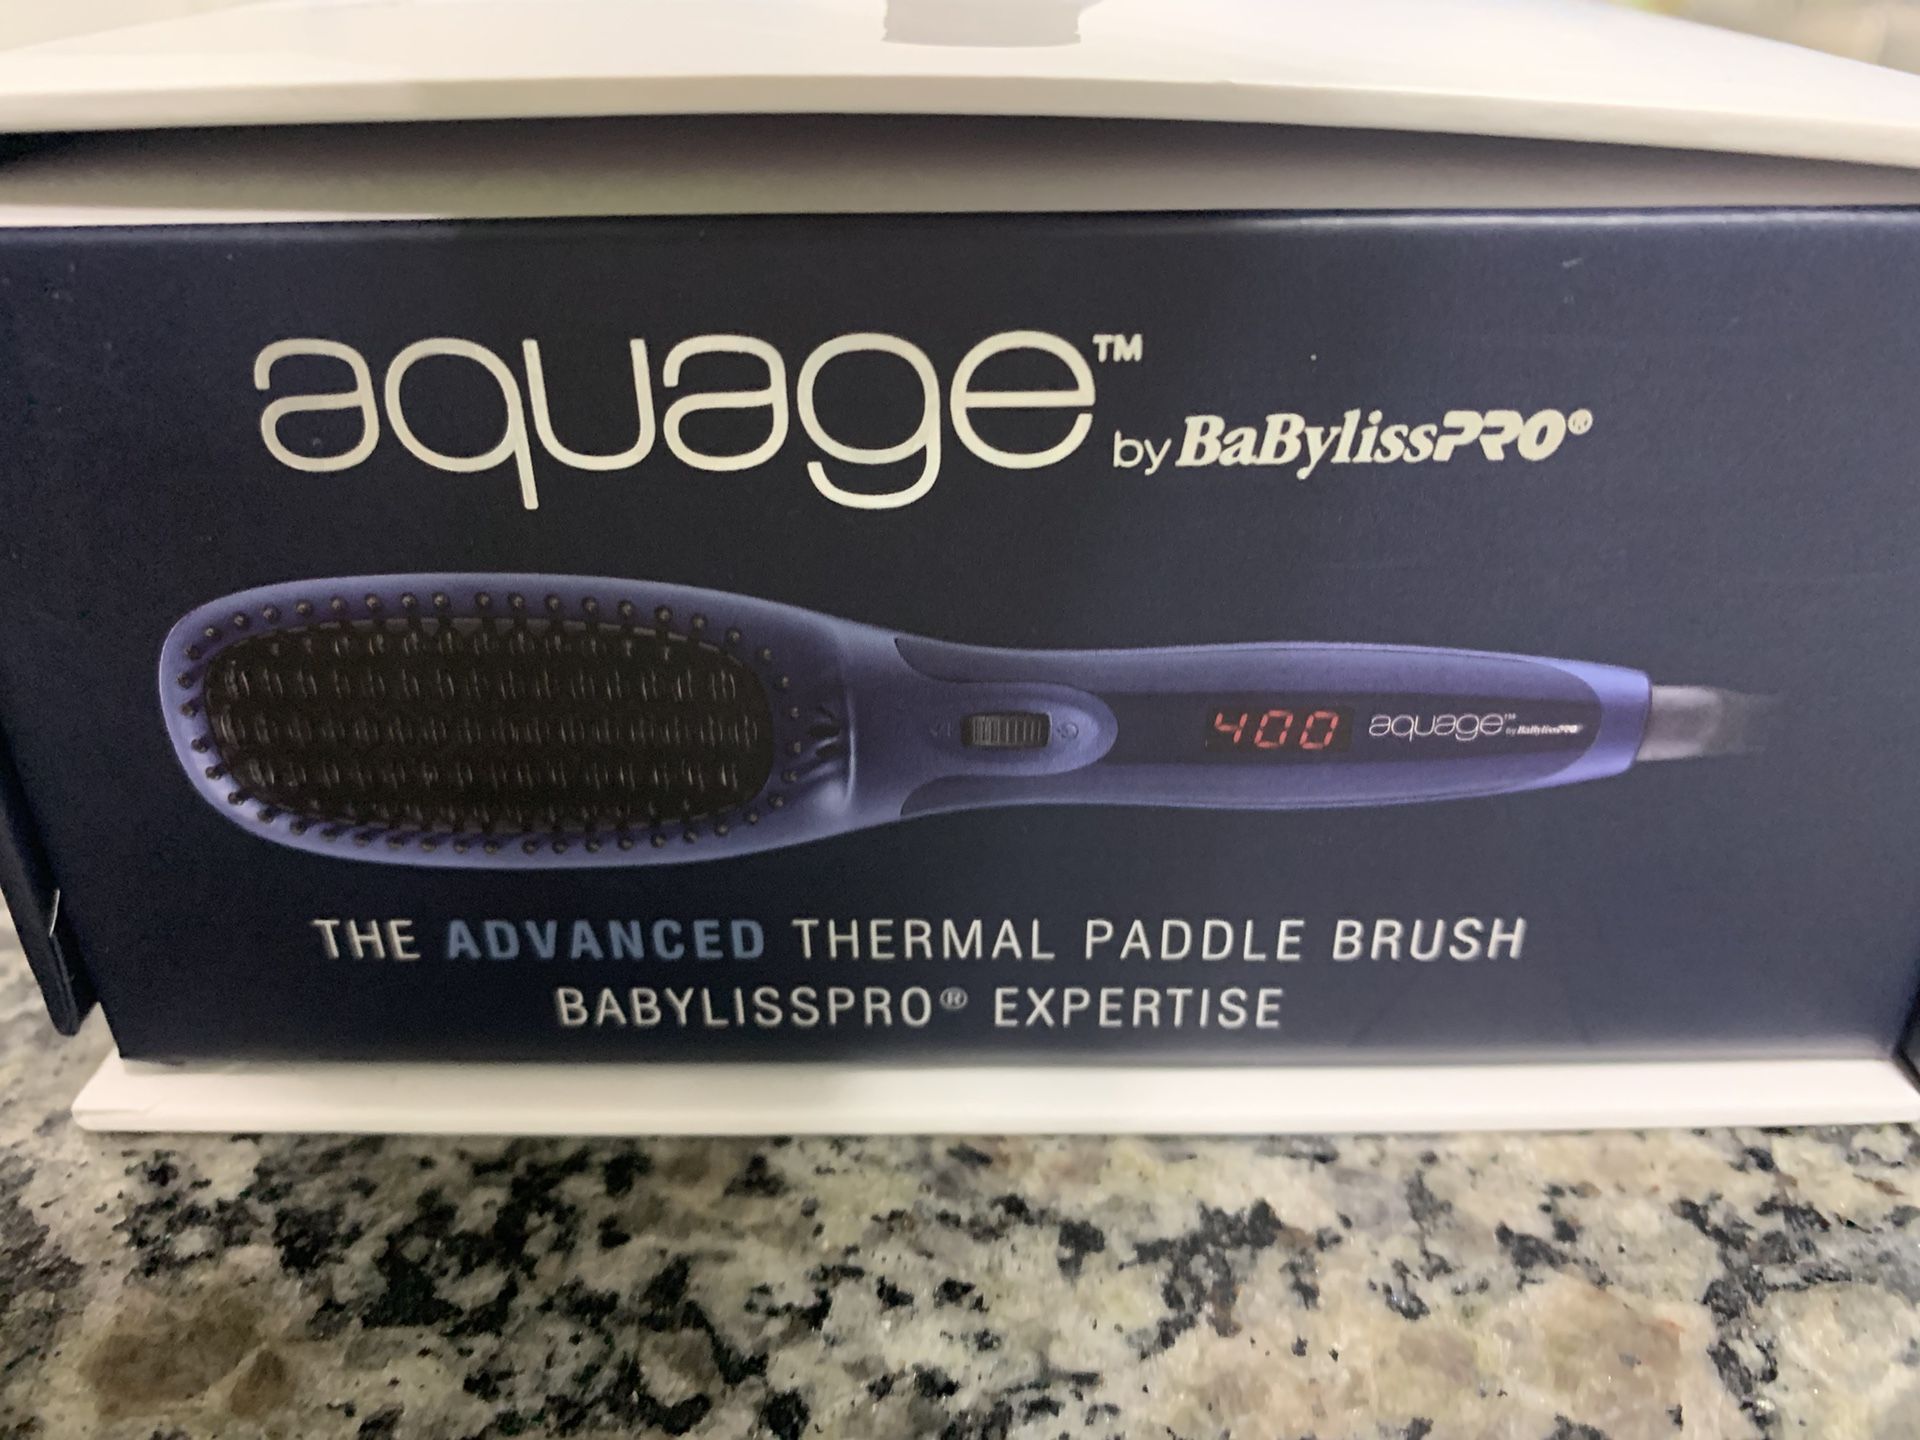 aquage™ by BaBylissPRO®
400 aquage™ by BaBylissPRO
THE ADVANCED THERMAL PADDLE BRUSH
BABYLISSPRO® EXPERTISE